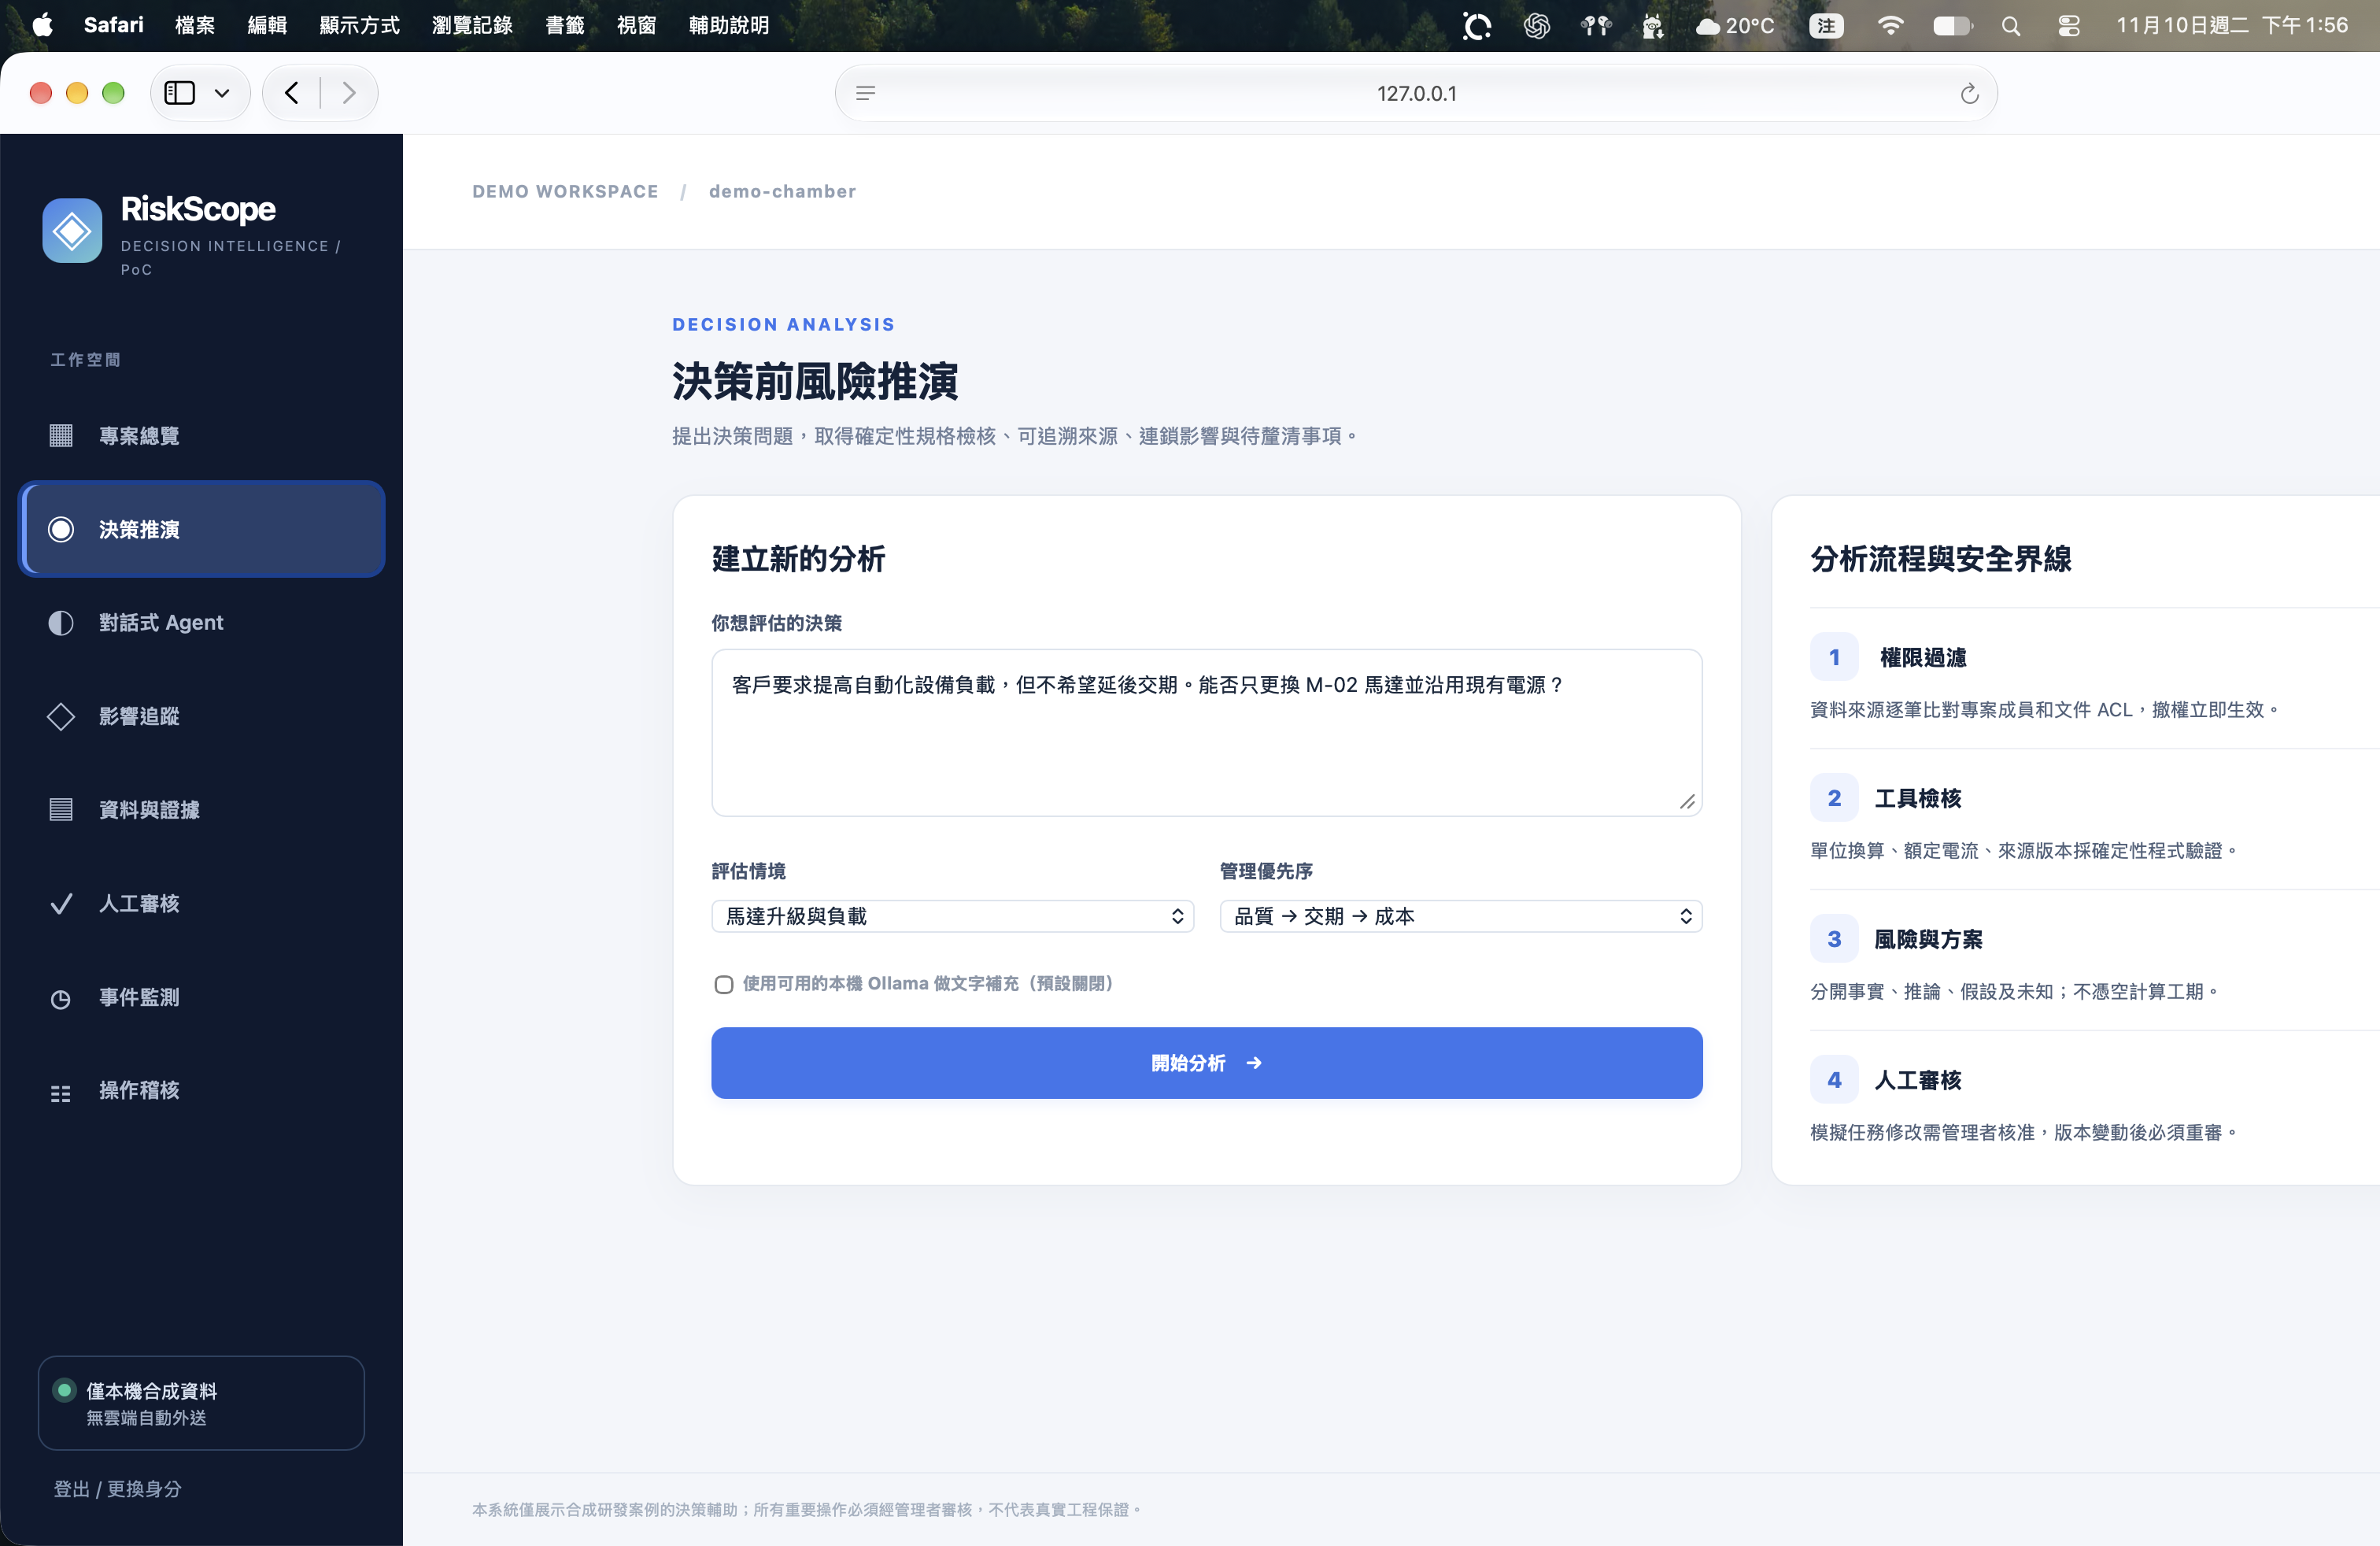 Safari 檔案 編輯 顯示方式 瀏覽記錄 書籤 視窗 輔助說明 20°C 注 11月10日週二 下午1:56
127.0.0.1
RiskScope
DECISION INTELLIGENCE /
PoC
工作空間
專案總覽
決策推演
對話式 Agent
影響追蹤
資料與證據
人工審核
事件監測
操作稽核
僅本機合成資料
無雲端自動外送
登出 / 更換身分
DEMO WORKSPACE / demo-chamber
DECISION ANALYSIS
決策前風險推演
提出決策問題，取得確定性規格檢核、可追溯來源、連鎖影響與待釐清事項。
建立新的分析
你想評估的決策
客戶要求提高自動化設備負載，但不希望延後交期。能否只更換 M-02 馬達並沿用現有電源？
評估情境 管理優先序
馬達升級與負載 品質 → 交期 → 成本
使用可用的本機 Ollama 做文字補充（預設關閉）
開始分析 →
分析流程與安全界線
1 權限過濾
資料來源逐筆比對專案成員和文件 ACL，撤權立即生效。
2 工具檢核
單位換算、額定電流、來源版本採確定性程式驗證。
3 風險與方案
分開事實、推論、假設及未知；不憑空計算工期。
4 人工審核
模擬任務修改需管理者核准，版本變動後必須重審。
本系統僅展示合成研發案例的決策輔助；所有重要操作必須經管理者審核，不代表真實工程保證。